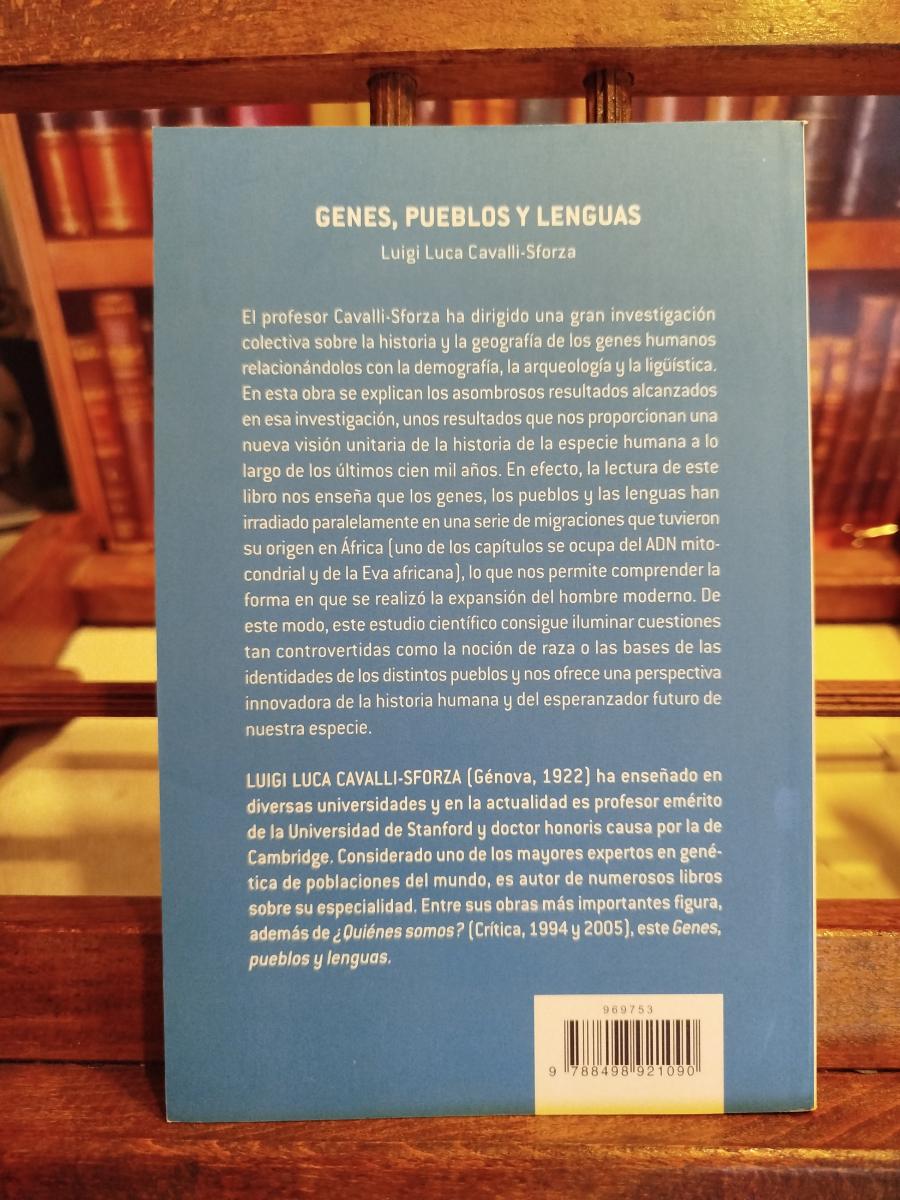 GENES, PUEBLOS Y LENGUAS
Luigi Luca Cavalli-Sforza
El profesor Cavalli-Sforza ha dirigido una gran investigación
colectiva sobre la historia y la geografía de los genes humanos
relacionándolos con la demografía, la arqueología y la ligüística.
En esta obra se explican los asombrosos resultados alcanzados
en esa investigación, unos resultados que nos proporcionan una
nueva visión unitaria de la historia de la especie humana a lo
largo de los últimos cien mil años. En efecto, la lectura de este
libro nos enseña que los genes, los pueblos y las lenguas han
irradiado paralelamente en una serie de migraciones que tuvieron
su origen en África (uno de los capítulos se ocupa del ADN mito-
condrial y de la Eva africana), lo que nos permite comprender la
forma en que se realizó la expansión del hombre moderno. De
este modo, este estudio científico consigue iluminar cuestiones
tan controvertidas como la noción de raza o las bases de las
identidades de los distintos pueblos y nos ofrece una perspectiva
innovadora de la historia humana y del esperanzador futuro de
nuestra especie.
LUIGI LUCA CAVALLI-SFORZA (Génova, 1922) ha enseñado en
diversas universidades y en la actualidad es profesor emérito
de la Universidad de Stanford y doctor honoris causa por la de
Cambridge. Considerado uno de los mayores expertos en gené-
tica de poblaciones del mundo, es autor de numerosos libros
sobre su especialidad. Entre sus obras más importantes figura,
además de ¿Quiénes somos? (Crítica, 1994 y 2005), este Genes,
pueblos y lenguas.
969753
9 788498 921090